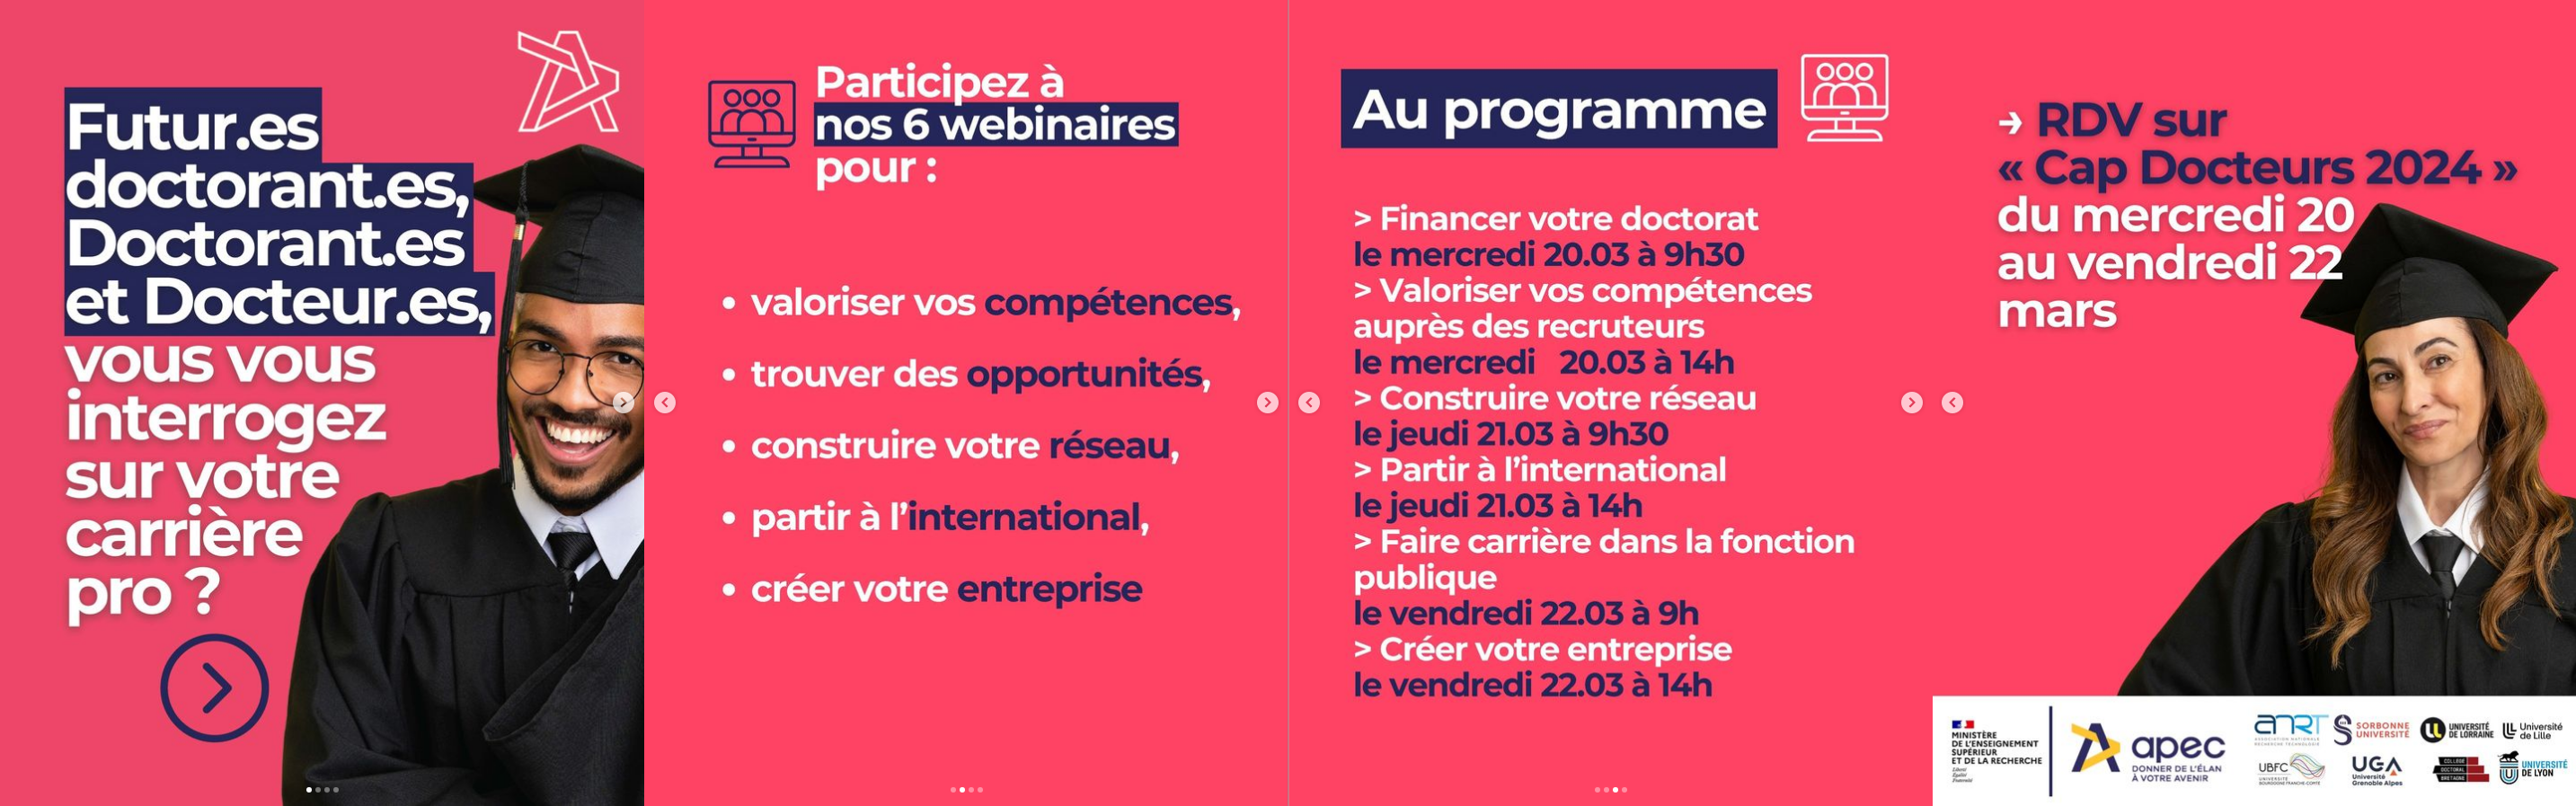 Futur.es
doctorant.es,
Doctorant.es
et Docteur.es,
vous vous
interrogez
sur votre
carrière
pro ?
Participez à
nos 6 webinaires
pour :
• valoriser vos compétences,
• trouver des opportunités,
• construire votre réseau,
• partir à l'international,
• créer votre entreprise
Au programme
> Financer votre doctorat
le mercredi 20.03 à 9h30
> Valoriser vos compétences
auprès des recruteurs
le mercredi 20.03 à 14h
> Construire votre réseau
le jeudi 21.03 à 9h30
> Partir à l'international
le jeudi 21.03 à 14h
> Faire carrière dans la fonction
publique
le vendredi 22.03 à 9h
> Créer votre entreprise
le vendredi 22.03 à 14h
→ RDV sur
« Cap Docteurs 2024 »
du mercredi 20
au vendredi 22
mars
MINISTÈRE
DE L'ENSEIGNEMENT
SUPÉRIEUR
ET DE LA RECHERCHE
Liberté
Égalité
Fraternité
apec
DONNER DE L'ÉLAN
À VOTRE AVENIR
anrt
ASSOCIATION NATIONALE
RECHERCHE TECHNOLOGIE
SORBONNE
UNIVERSITÉ
UNIVERSITÉ
DE LORRAINE
Université
de Lille
UBFC
UNIVERSITÉ
BOURGOGNE FRANCHE-COMTÉ
UGA
Université
Grenoble Alpes
COLLÈGE
DOCTORAL
BRETAGNE
UNIVERSITÉ
DE LYON